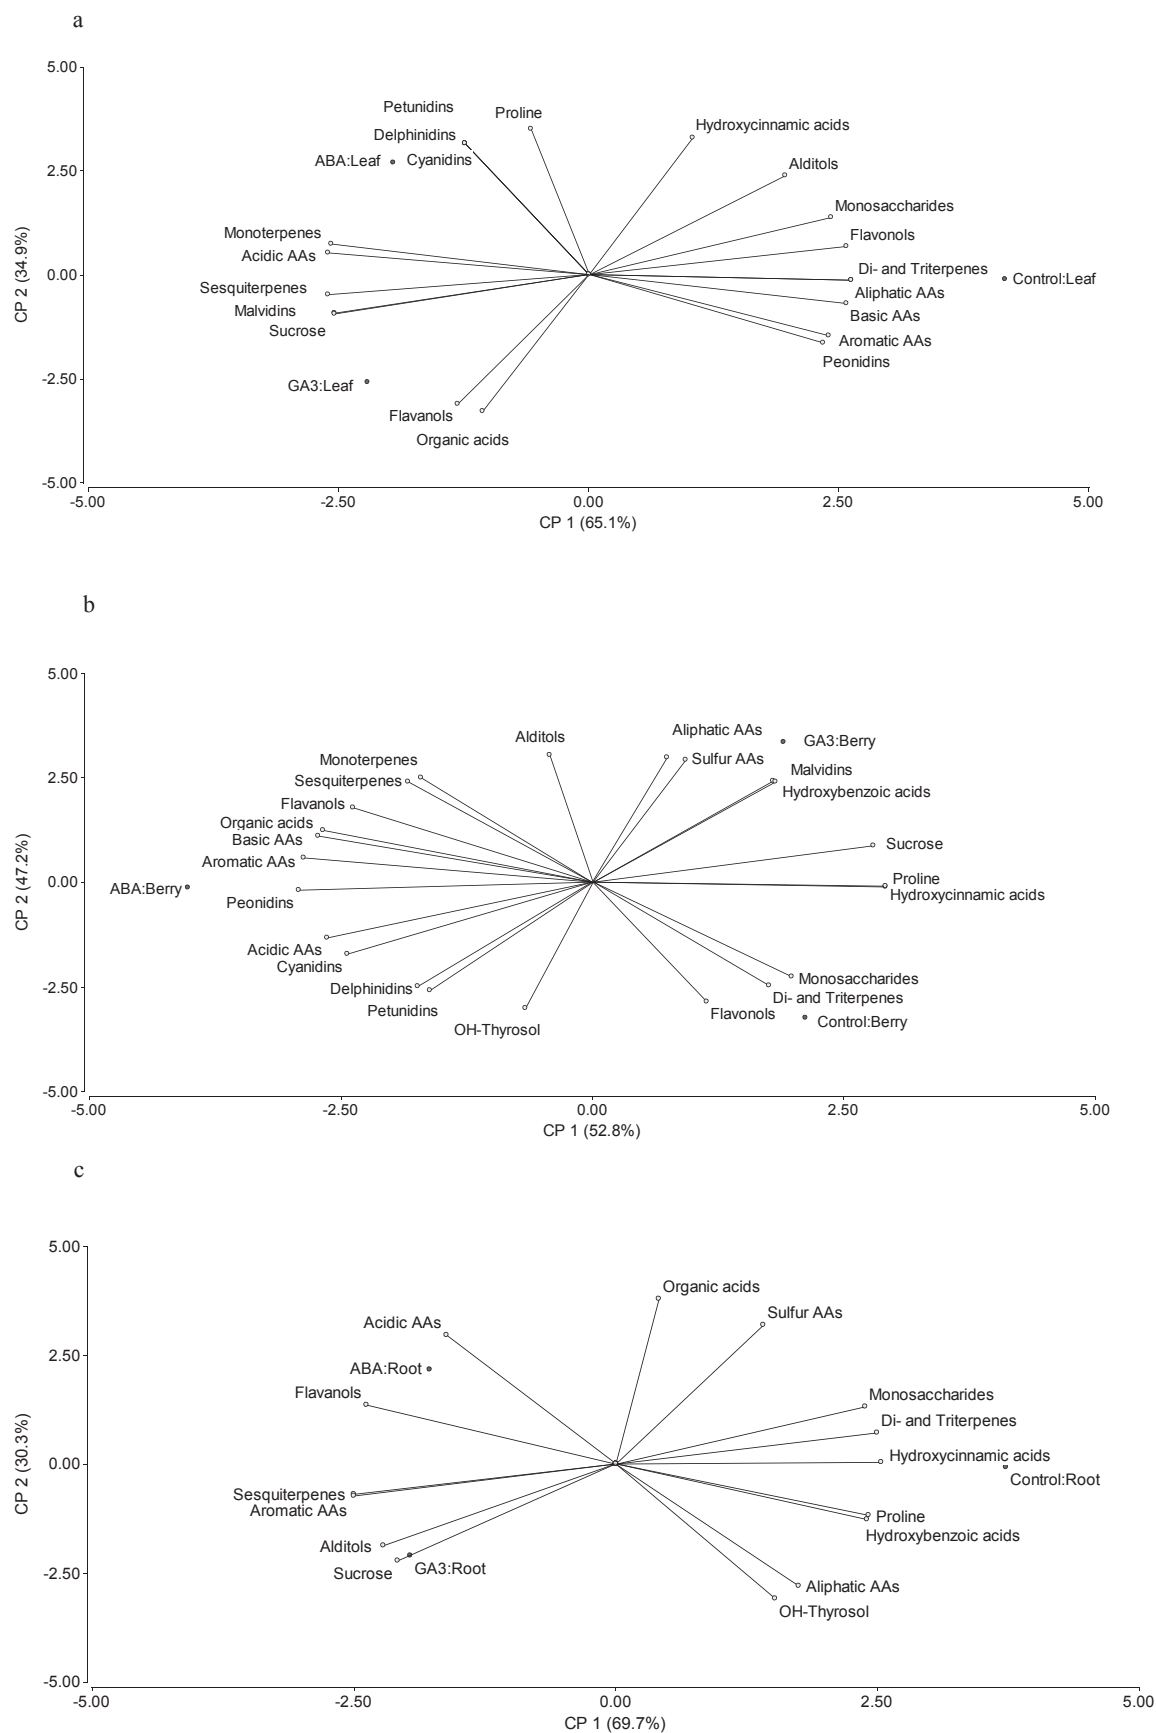 a
5.00
Petunidins
Proline
Hydroxycinnamic acids
Delphinidins
ABA:Leaf
Cyanidins
Alditols
2.50
Monosaccharides
Monoterpenes
Flavonols
Acidic AAs
CP 2 (34.9%)
0.00
Di- and Triterpenes
Control:Leaf
Sesquiterpenes
Aliphatic AAs
Malvidins
Basic AAs
Sucrose
Aromatic AAs
Peonidins
-2.50
GA3:Leaf
Flavanols
Organic acids
-5.00
-5.00
-2.50
0.00
2.50
5.00
CP 1 (65.1%)
b
5.00
Alditols
Aliphatic AAs
GA3:Berry
Monoterpenes
Sulfur AAs
Malvidins
2.50
Sesquiterpenes
Hydroxybenzoic acids
Flavanols
Organic acids
Basic AAs
Sucrose
Aromatic AAs
CP 2 (47.2%)
0.00
ABA:Berry
Proline
Peonidins
Hydroxycinnamic acids
Acidic AAs
Cyanidins
Monosaccharides
-2.50
Delphinidins
Di- and Triterpenes
Petunidins
Flavonols
Control:Berry
OH-Thyrosol
-5.00
-5.00
-2.50
0.00
2.50
5.00
CP 1 (52.8%)
c
5.00
Organic acids
Acidic AAs
Sulfur AAs
2.50
ABA:Root
Flavanols
Monosaccharides
Di- and Triterpenes
CP 2 (30.3%)
0.00
Hydroxycinnamic acids
Control:Root
Sesquiterpenes
Aromatic AAs
Proline
Hydroxybenzoic acids
Alditols
-2.50
Sucrose
GA3:Root
Aliphatic AAs
OH-Thyrosol
-5.00
-5.00
-2.50
0.00
2.50
5.00
CP 1 (69.7%)